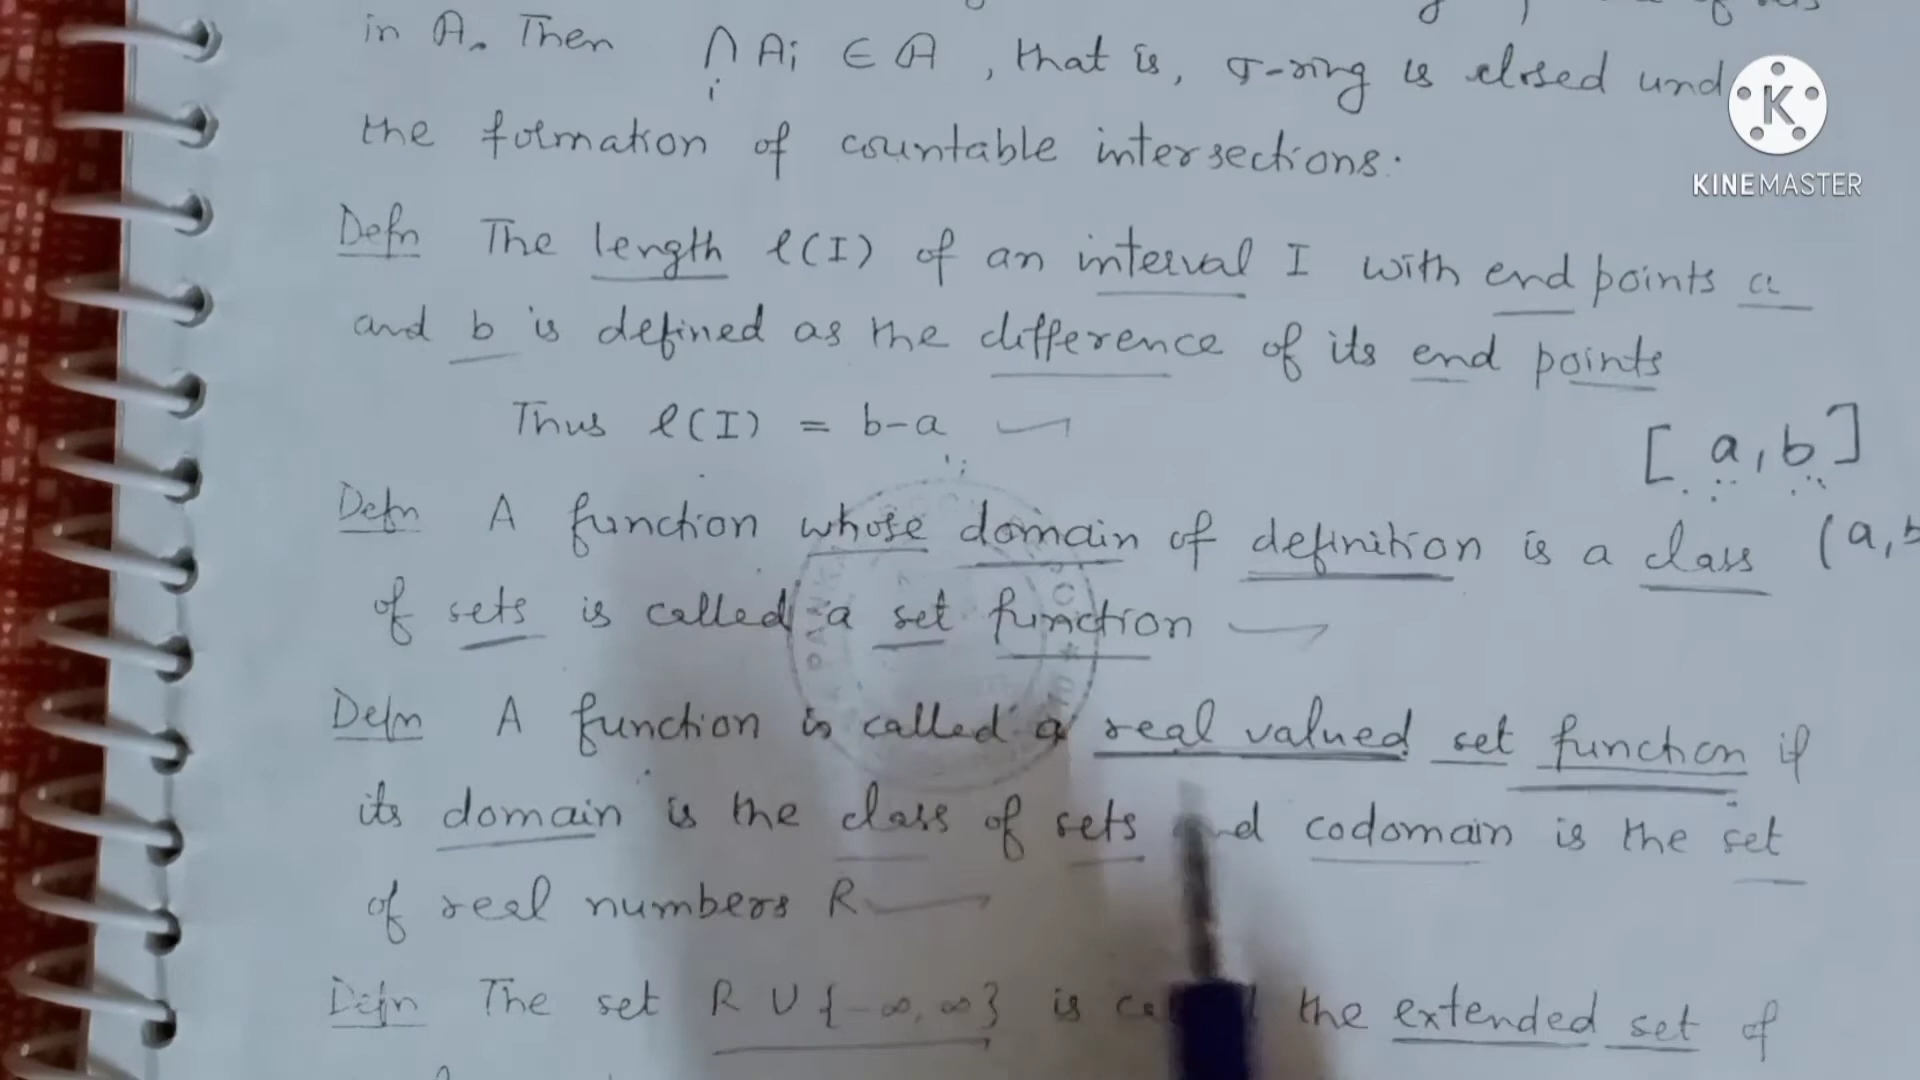 in A. Then ∩ Ai ∈ A, that is, σ-ring is closed und
i
the formation of countable intersections.
Defn The length l(I) of an interval I with end points a
and b is defined as the difference of its end points
Thus l(I) = b-a
[a,b]
Defn A function whose domain of definition is a class
(a,b
of sets is called a set function
Defn A function is called a real valued set function if
its domain is the class of sets and codomain is the set
of real numbers R
Defn The set R ∪ {-∞, ∞} is the extended set of
K
KINEMASTER